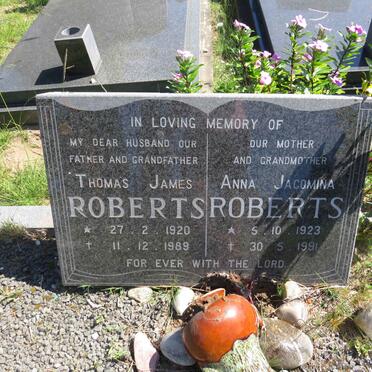 IN LOVING MEMORY OF
MY DEAR HUSBAND OUR
FATHER AND GRANDFATHER
THOMAS JAMES
ROBERTS
* 27. 2. 1920
† 11. 12. 1989
OUR MOTHER
AND GRANDMOTHER
ANNA JACOMINA
ROBERTS
* 5. 10. 1923
† 30. 5. 1991
FOR EVER WITH THE LORD